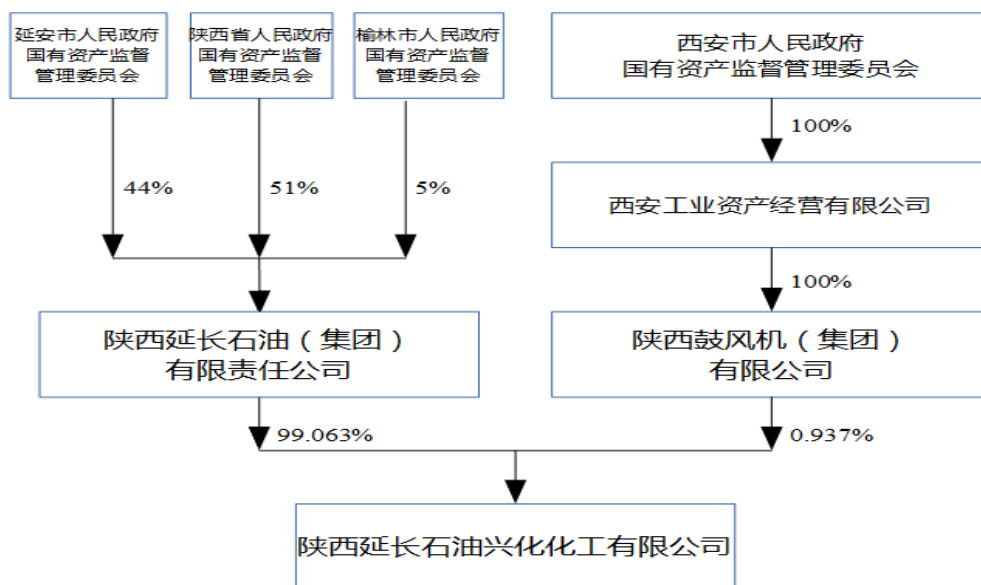 延安市人民政府
国有资产监督
管理委员会
陕西省人民政府
国有资产监督
管理委员会
榆林市人民政府
国有资产监督
管理委员会
西安市人民政府
国有资产监督管理委员会
100%
44%
51%
5%
西安工业资产经营有限公司
100%
陕西延长石油（集团）
有限责任公司
陕西鼓风机（集团）
有限公司
99.063%
0.937%
陕西延长石油兴化化工有限公司